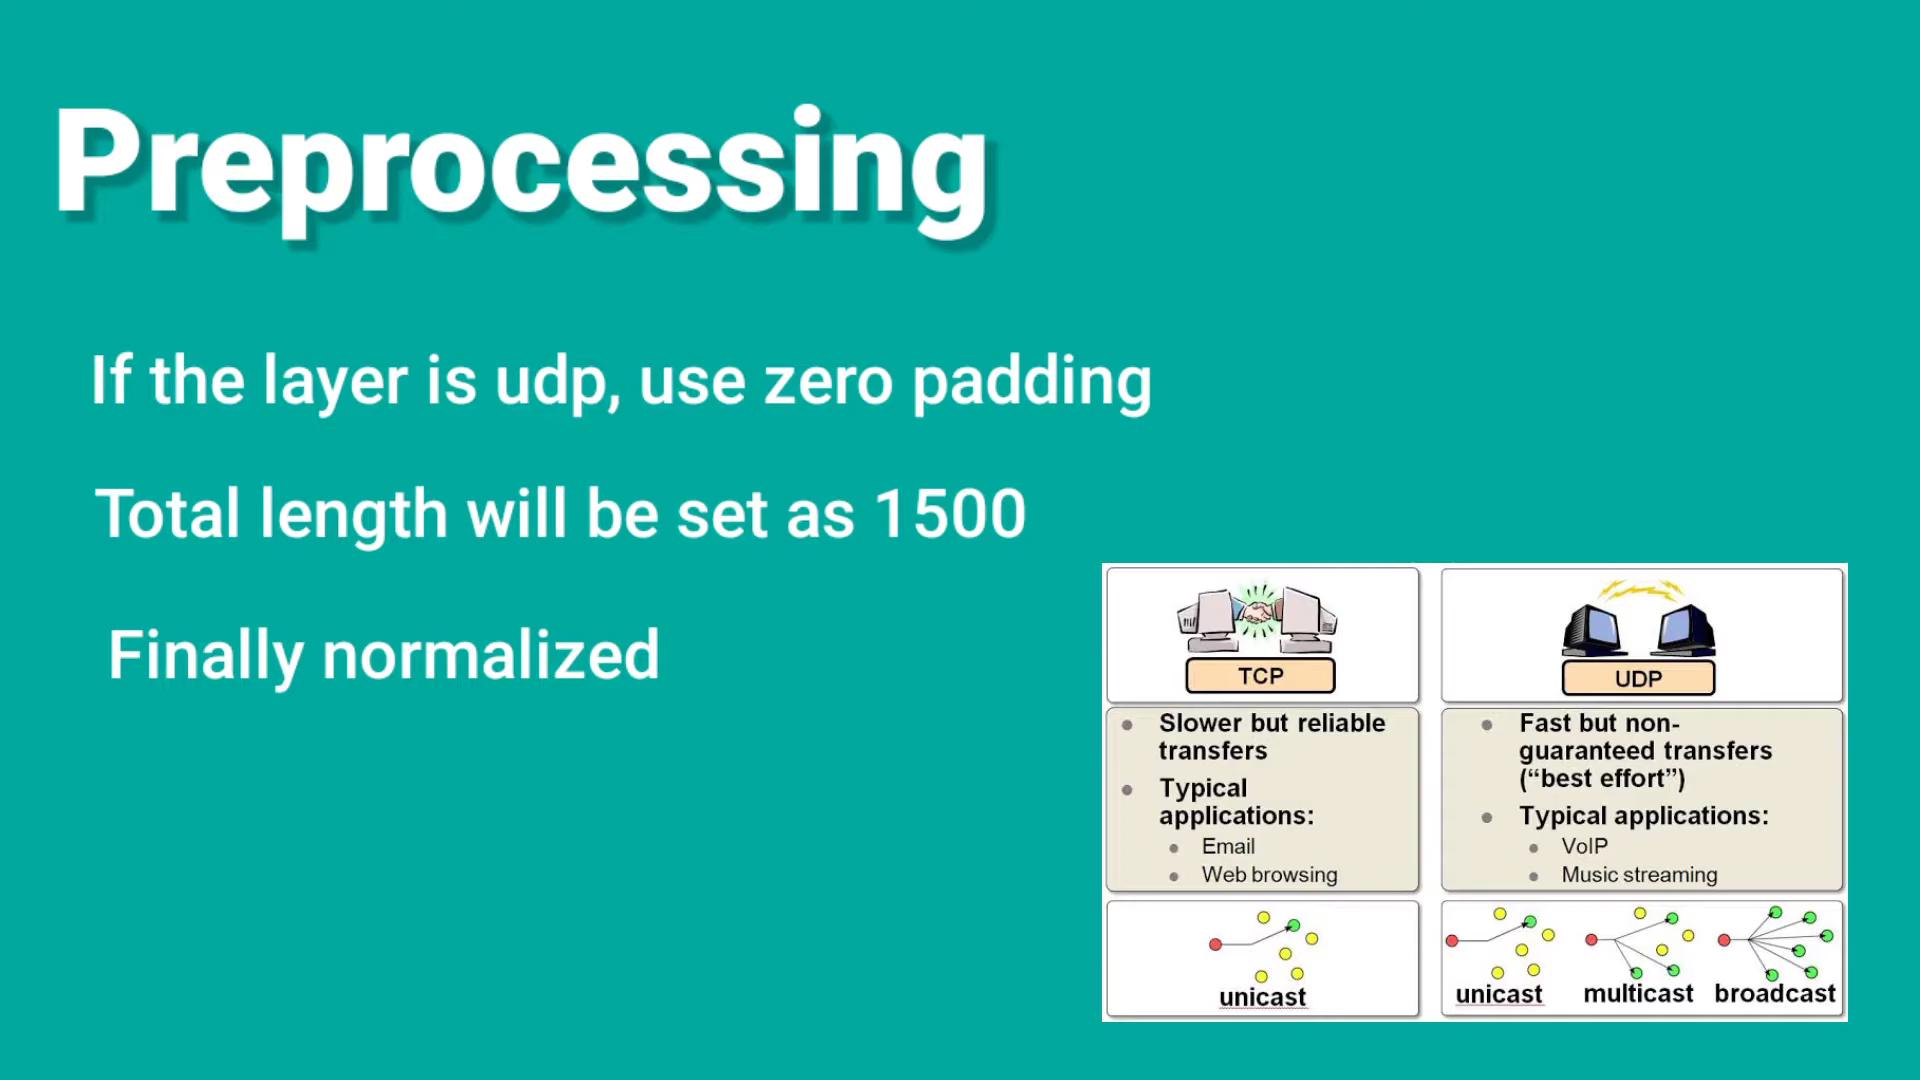 Preprocessing
If the layer is udp, use zero padding
Total length will be set as 1500
Finally normalized
TCP
Slower but reliable
transfers
Typical
applications:
Email
Web browsing
unicast
UDP
Fast but non-
guaranteed transfers
(“best effort”)
Typical applications:
VoIP
Music streaming
unicast multicast broadcast